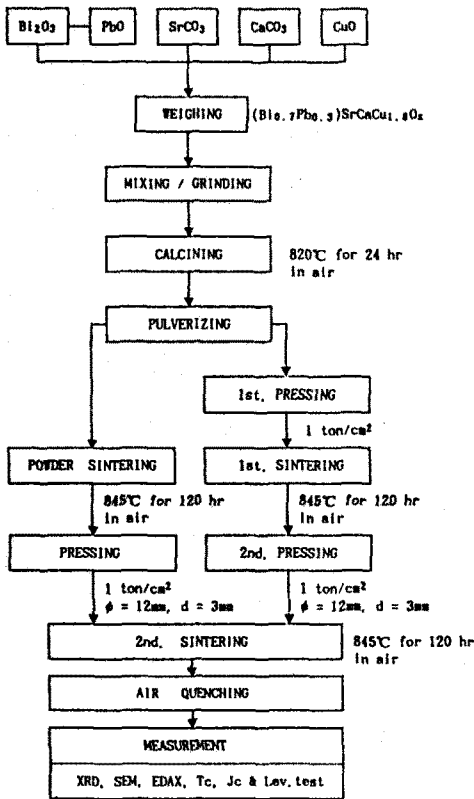 Bi₂O₃ PbO SrCO₃ CaCO₃ CuO
WEIGHING (Bi₀.₇Pb₀.₃)SrCaCu₁.₈Oₓ
MIXING / GRINDING
CALCINING 820℃ for 24 hr
in air
PULVERIZING
1st. PRESSING
1 ton/cm²
POWDER SINTERING 1st. SINTERING
845℃ for 120 hr 845℃ for 120 hr
in air in air
PRESSING 2nd. PRESSING
1 ton/cm² 1 ton/cm²
ϕ = 12mm, d = 3mm ϕ = 12mm, d = 3mm
2nd. SINTERING 845℃ for 120 hr
in air
AIR QUENCHING
MEASUREMENT
XRD, SEM, EDAX, Tc, Jc & Lev.test